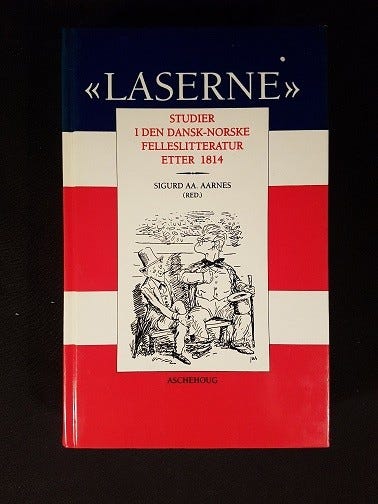 «LASERNE»
STUDIER
I DEN DANSK-NORSKE
FELLESLITTERATUR
ETTER 1814
SIGURD AA. AARNES
(RED.)
ASCHEHOUG